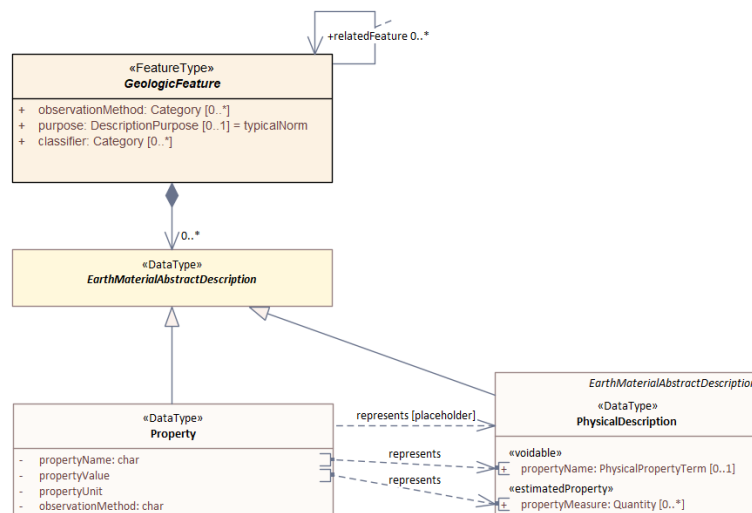 +relatedFeature 0..*
«FeatureType»
GeologicFeature
+ observationMethod: Category [0..*]
+ purpose: DescriptionPurpose [0..1] = typicalNorm
+ classifier: Category [0..*]
0..*
«DataType»
EarthMaterialAbstractDescription
«DataType»
Property
- propertyName: char
- propertyValue
- propertyUnit
- observationMethod: char
represents [placeholder]
represents
represents
EarthMaterialAbstractDescription
«DataType»
PhysicalDescription
«voidable»
+ propertyName: PhysicalPropertyTerm [0..1]
«estimatedProperty»
+ propertyMeasure: Quantity [0..*]